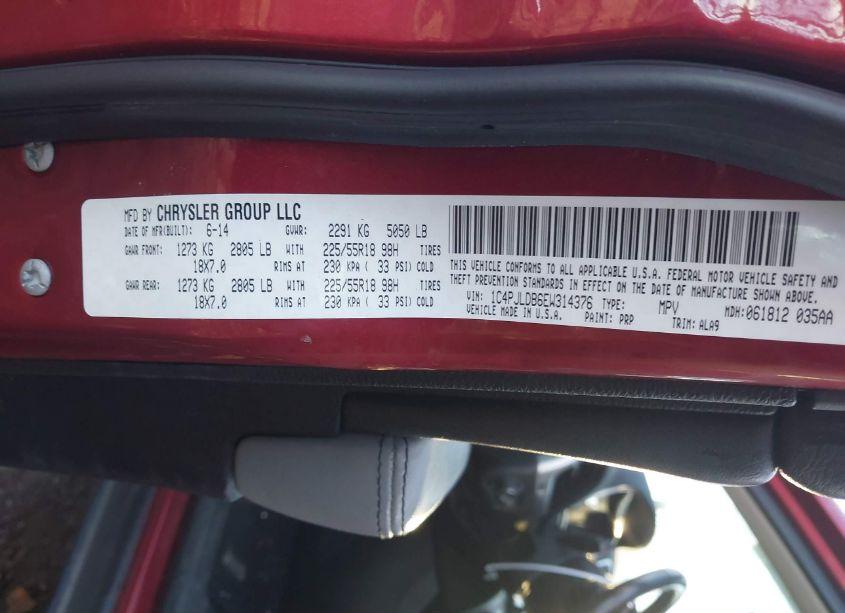 MFD BY CHRYSLER GROUP LLC
DATE OF MFR(BUILT): 6-14 GVWR: 2291 KG 5050 LB
GAWR FRONT: 1273 KG 2805 LB WITH 225/55R18 98H TIRES
18X7.0 RIMS AT 230 KPA ( 33 PSI) COLD
GAWR REAR: 1273 KG 2805 LB WITH 225/55R18 98H TIRES
18X7.0 RIMS AT 230 KPA ( 33 PSI) COLD
THIS VEHICLE CONFORMS TO ALL APPLICABLE U.S.A. FEDERAL MOTOR VEHICLE SAFETY AND
THEFT PREVENTION STANDARDS IN EFFECT ON THE DATE OF MANUFACTURE SHOWN ABOVE.
VIN: 1C4PJLDB6EW314376 TYPE: MPV MDH:061812 035AA
VEHICLE MADE IN U.S.A. PAINT: PRP TRIM: ALA9